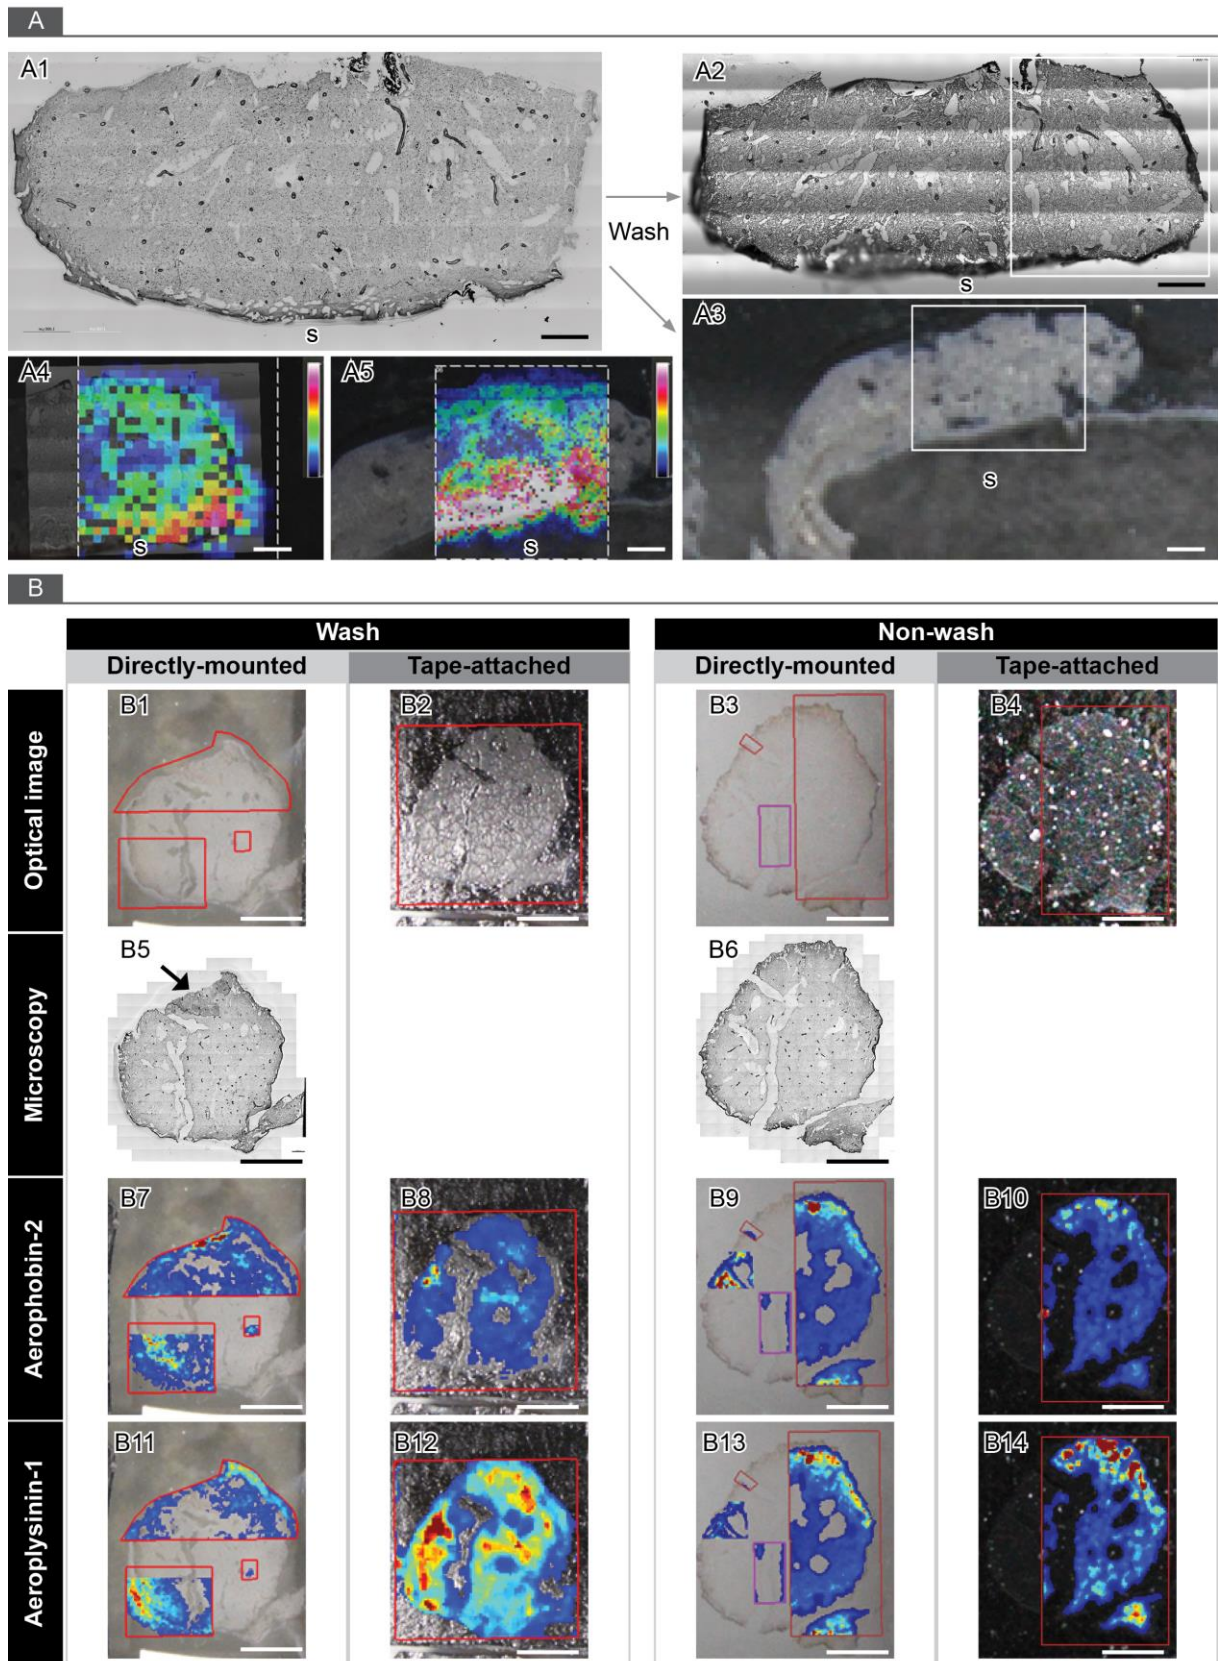 A
A1
A2
Wash
s
s
A3
A4
A5
s
s
s
B
Wash
Non-wash
Directly-mounted
Tape-attached
Directly-mounted
Tape-attached
Optical image
B1
B2
B3
B4
Microscopy
B5
B6
Aerophobin-2
B7
B8
B9
B10
Aeroplysinin-1
B11
B12
B13
B14